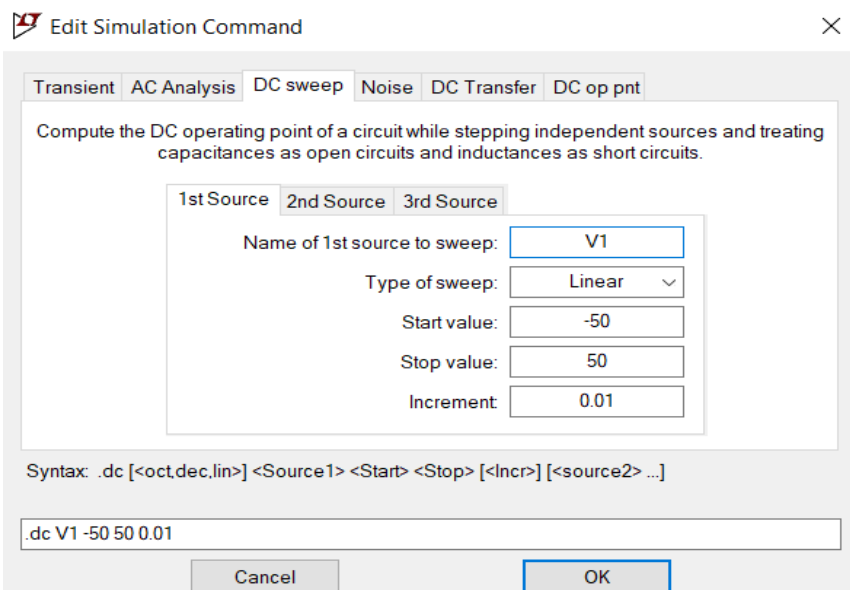 Edit Simulation Command
Transient AC Analysis DC sweep Noise DC Transfer DC op pnt
Compute the DC operating point of a circuit while stepping independent sources and treating
capacitances as open circuits and inductances as short circuits.
1st Source 2nd Source 3rd Source
Name of 1st source to sweep: V1
Type of sweep: Linear
Start value: -50
Stop value: 50
Increment: 0.01
Syntax: .dc [<oct,dec,lin>] <Source1> <Start> <Stop> [<Incr>] [<source2> ...]
.dc V1 -50 50 0.01
Cancel OK